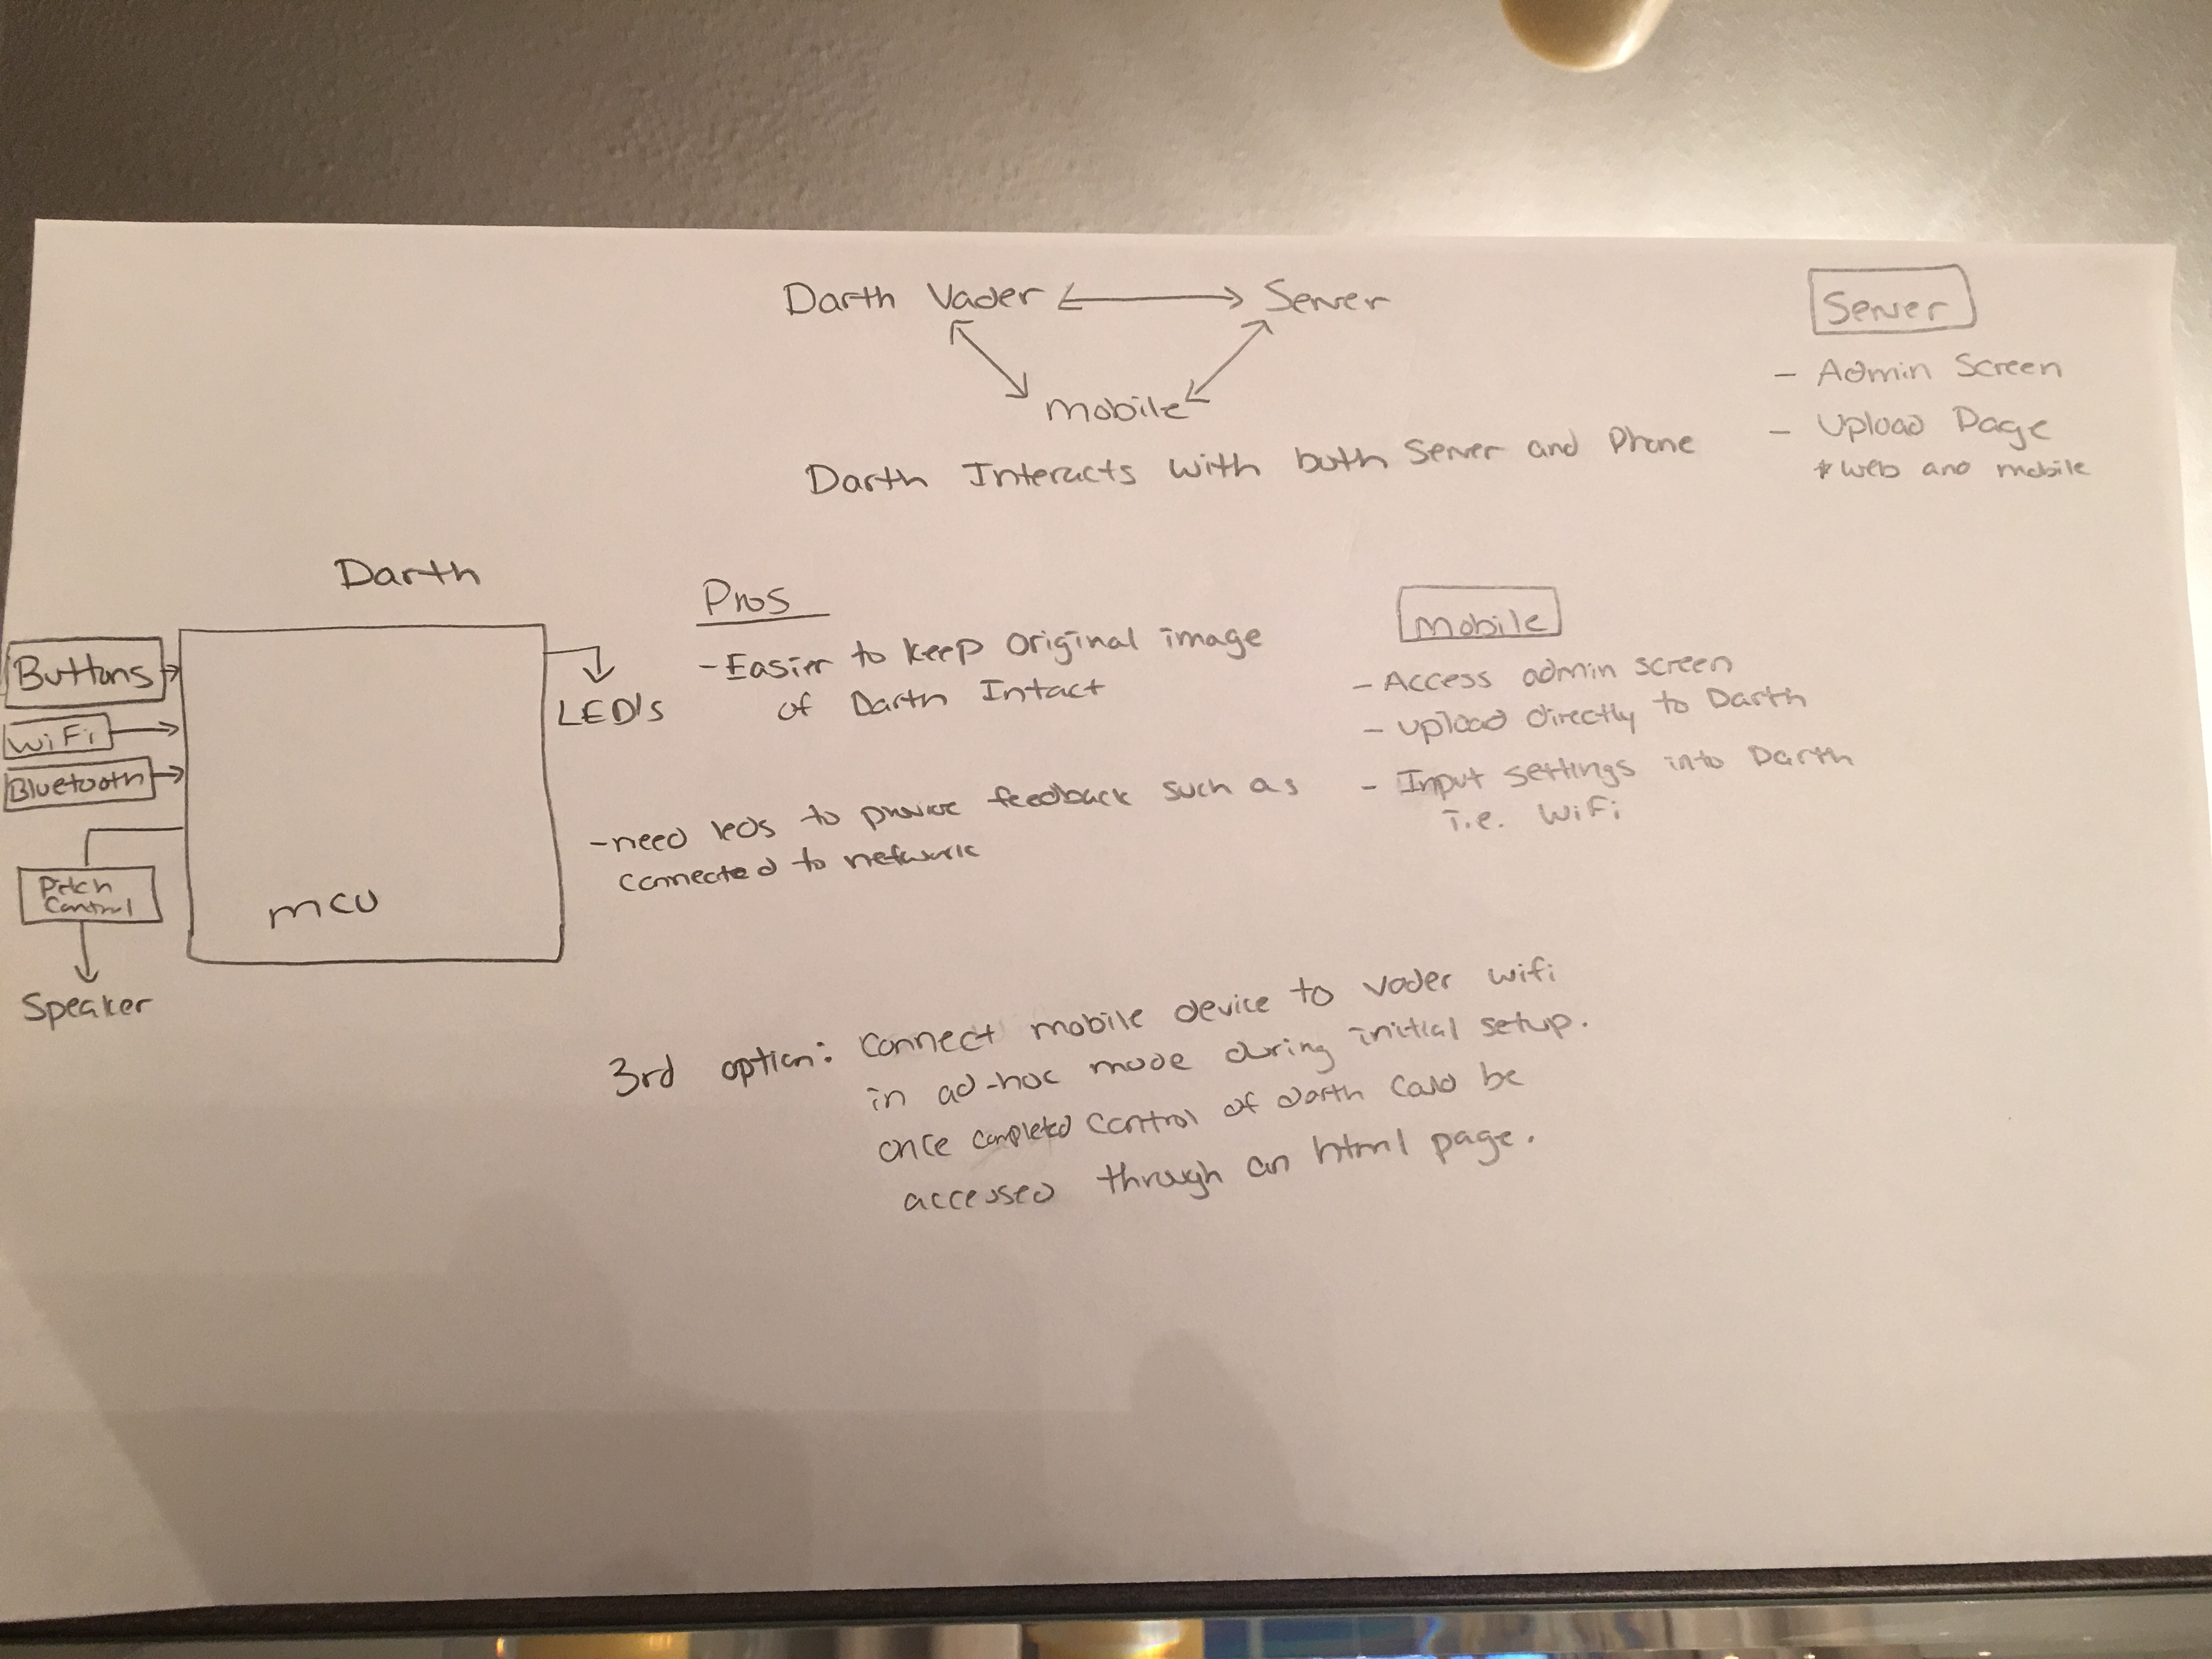 Darth Vader Server
mobile
Darth Interacts with both Server and Phone
Server
- Admin Screen
- Upload Page
* web and mobile
Darth
Buttons
WiFi
Bluetooth
Pitch
Control
Speaker
mcu
LED's
Pros
- Easier to keep original image
of Darth Intact
- need leds to provide feedback such as
connected to network
mobile
- Access admin screen
- upload directly to Darth
- Input settings into Darth
i.e. WiFi
3rd option: connect mobile device to vader wifi
in ad-hoc mode during initial setup.
once completed control of darth could be
accessed through an html page.